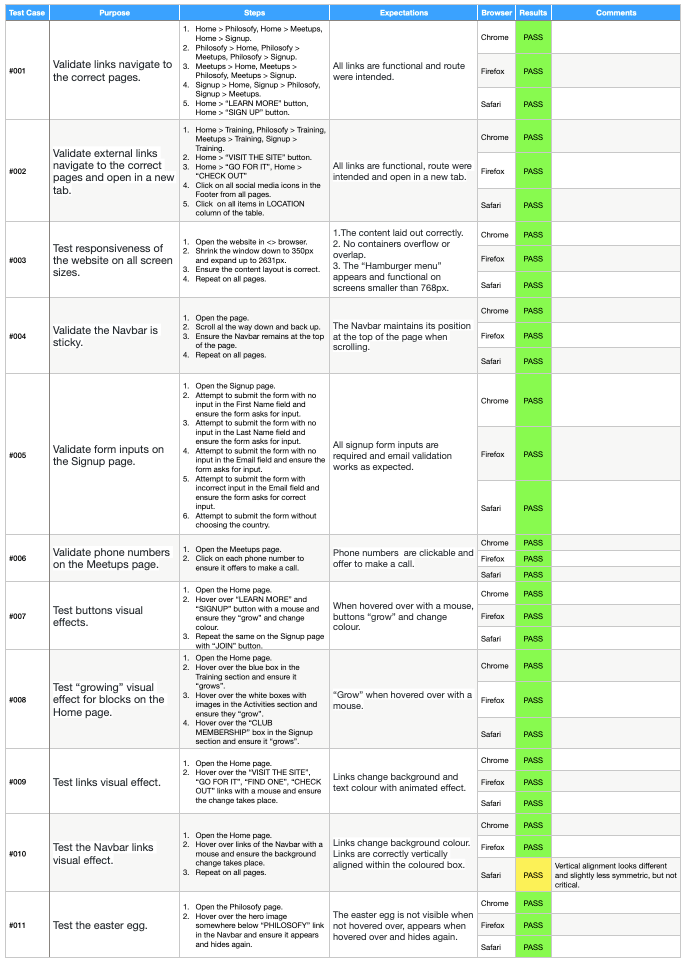 Test Case Purpose Steps Expectations Browser Results Comments
#001
Validate links navigate to
the correct pages.
1. Home > Philosofy, Home > Meetups,
Home > Signup.
2. Philosofy > Home, Philosofy >
Meetups, Philosofy > Signup.
3. Meetups > Home, Meetups >
Philosofy, Meetups > Signup.
4. Signup > Home, Signup > Philosofy,
Signup > Meetups.
5. Home > “LEARN MORE” button,
Home > “SIGN UP” button.
All links are functional and route
were intended.
Chrome PASS
Firefox PASS
Safari PASS
#002
Validate external links
navigate to the correct
pages and open in a new
tab.
1. Home > Training, Philosofy > Training,
Meetups > Training, Signup >
Training.
2. Home > “VISIT THE SITE” button.
3. Home > “GO FOR IT”, Home >
“CHECK OUT”
4. Click on all social media icons in the
Footer from all pages.
5. Click on all items in LOCATION
column of the table.
All links are functional, route were
intended and open in a new tab.
Chrome PASS
Firefox PASS
Safari PASS
#003
Test responsiveness of
the website on all screen
sizes.
1. Open the website in <> browser.
2. Shrink the window down to 350px
and expand up to 2631px.
3. Ensure the content layout is correct.
4. Repeat on all pages.
1.The content laid out correctly.
2. No containers overflow or
overlap.
3. The “Hamburger menu”
appears and functional on
screens smaller than 768px.
Chrome PASS
Firefox PASS
Safari PASS
#004
Validate the Navbar is
sticky.
1. Open the page.
2. Scroll al the way down and back up.
3. Ensure the Navbar remains at the top
of the page.
4. Repeat on all pages.
The Navbar maintains its position
at the top of the page when
scrolling.
Chrome PASS
Firefox PASS
Safari PASS
#005
Validate form inputs on
the Signup page.
1. Open the Signup page.
2. Attempt to submit the form with no
input in the First Name field and
ensure the form asks for input.
3. Attempt to submit the form with no
input in the Last Name field and
ensure the form asks for input.
4. Attempt to submit the form with no
input in the Email field and ensure the
form asks for input.
5. Attempt to submit the form with
incorrect input in the Email field and
ensure the form asks for correct
input.
6. Attempt to submit the form without
choosing the country.
All signup form inputs are
required and email validation
works as expected.
Chrome PASS
Firefox PASS
Safari PASS
#006
Validate phone numbers
on the Meetups page.
1. Open the Meetups page.
2. Click on each phone number to
ensure it offers to make a call.
Phone numbers are clickable and
offer to make a call.
Chrome PASS
Firefox PASS
Safari PASS
#007
Test buttons visual
effects.
1. Open the Home page.
2. Hover over “LEARN MORE” and
“SIGNUP” button with a mouse and
ensure they “grow” and change
colour.
3. Repeat the same on the Signup page
with “JOIN” button.
When hovered over with a mouse,
buttons “grow” and change
colour.
Chrome PASS
Firefox PASS
Safari PASS
#008
Test “growing” visual
effect for blocks on the
Home page.
1. Open the Home page.
2. Hover over the blue box in the
Training section and ensure it
“grows”.
3. Hover over the white boxes with
images in the Activities section and
ensure they “grow”.
4. Hover over the “CLUB
MEMBERSHIP” box in the Signup
section and ensure it “grows”.
“Grow” when hovered over with a
mouse.
Chrome PASS
Firefox PASS
Safari PASS
#009
Test links visual effect.
1. Open the Home page.
2. Hover over the “VISIT THE SITE”,
“GO FOR IT”, “FIND ONE”, “CHECK
OUT” links with a mouse and ensure
the change takes place.
Links change background and
text colour with animated effect.
Chrome PASS
Firefox PASS
Safari PASS
#010
Test the Navbar links
visual effect.
1. Open the Home page.
2. Hover over links of the Navbar with a
mouse and ensure the background
change takes place.
3. Repeat on all pages.
Links change background colour.
Links are correctly vertically
aligned within the coloured box.
Chrome PASS
Firefox PASS
Safari PASS
Vertical alignment looks different
and slightly less symmetric, but not
critical.
#011
Test the easter egg.
1. Open the Philosofy page.
2. Hover over the hero image
somewhere below “PHILOSOFY” link
in the Navbar and ensure it appears
and hides again.
The easter egg is not visible when
not hovered over, appears when
hovered over and hides again.
Chrome PASS
Firefox PASS
Safari PASS